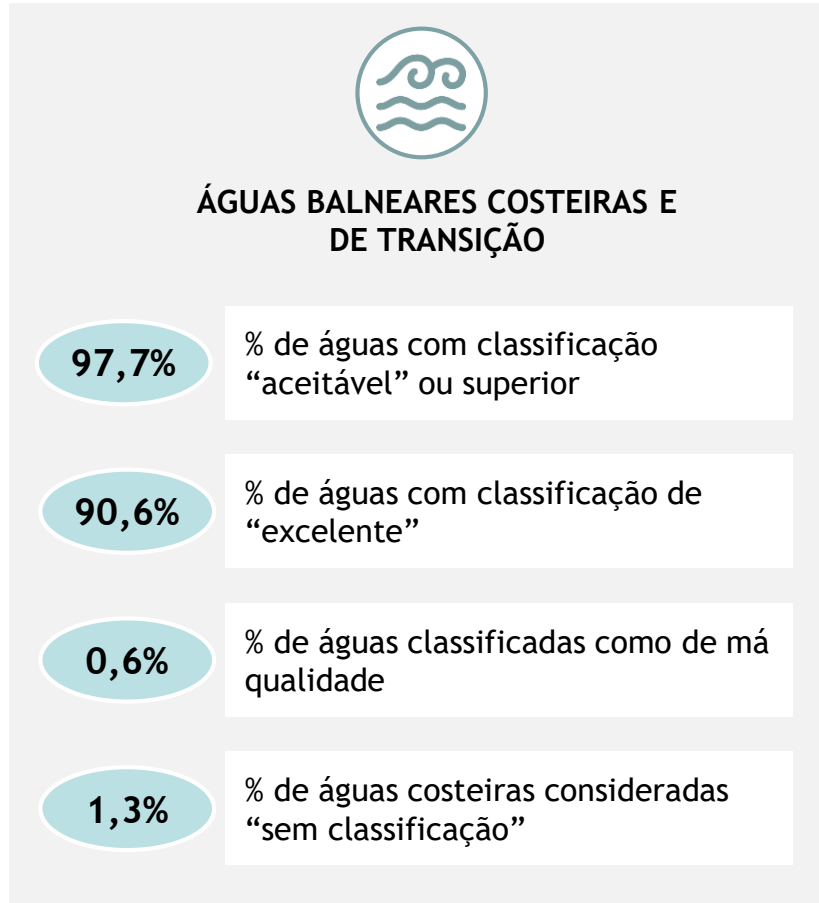 ÁGUAS BALNEARES COSTEIRAS E
DE TRANSIÇÃO
97,7%
% de águas com classificação
“aceitável” ou superior
90,6%
% de águas com classificação de
“excelente”
0,6%
% de águas classificadas como de má
qualidade
1,3%
% de águas costeiras consideradas
“sem classificação”